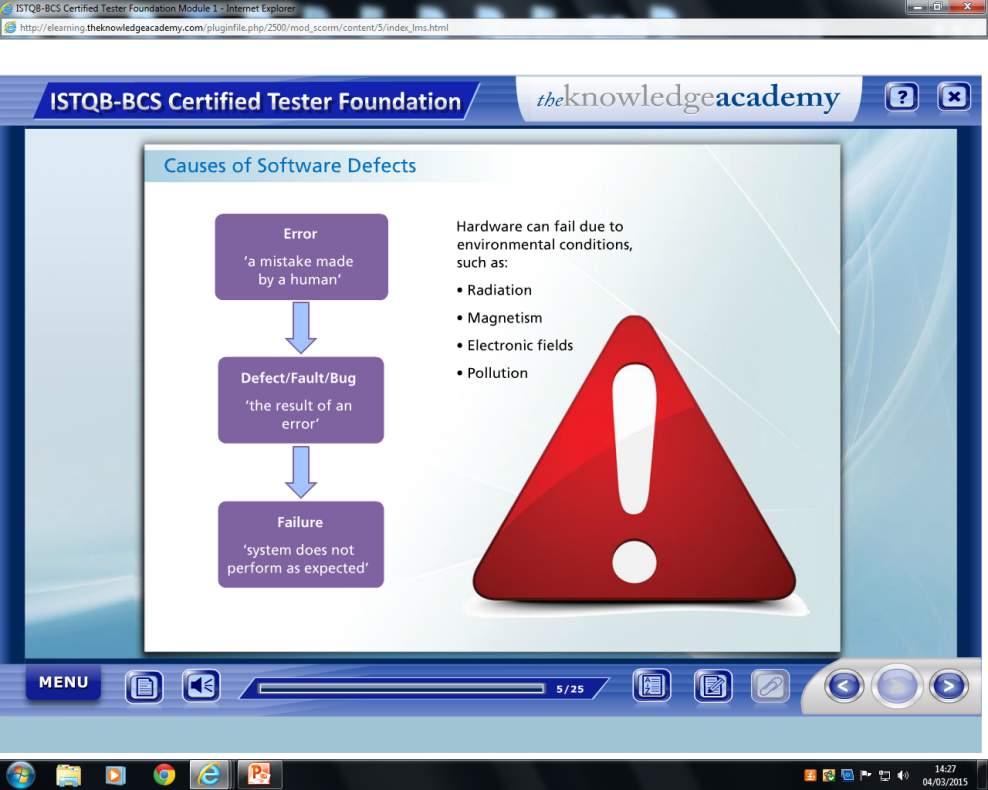 ISTQB-BCS Certified Tester Foundation Module 1 - Internet Explorer
http://elearning.theknowledgeacademy.com/pluginfile.php/2500/mod_scorm/content/5/index_lms.html
ISTQB-BCS Certified Tester Foundation
theknowledgeacademy
?
Causes of Software Defects
Error
‘a mistake made
by a human’
Defect/Fault/Bug
‘the result of an
error’
Failure
‘system does not
perform as expected’
Hardware can fail due to
environmental conditions,
such as:
• Radiation
• Magnetism
• Electronic fields
• Pollution
MENU
5/25
14:27
04/03/2015